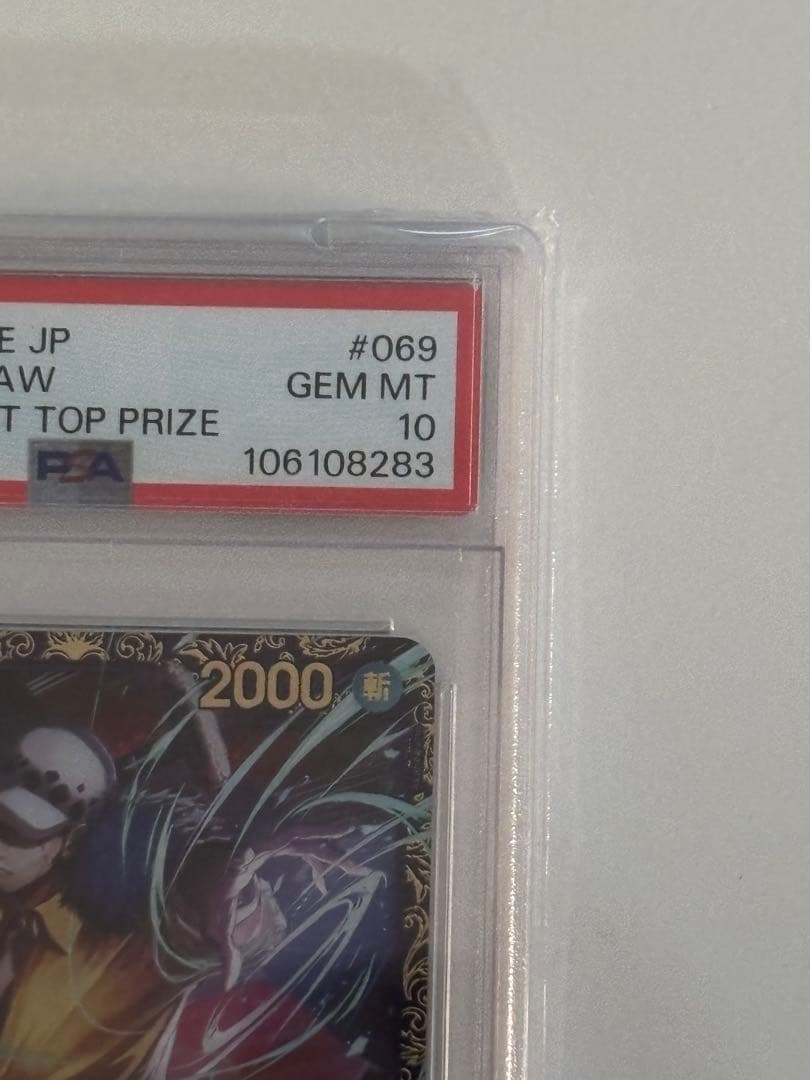 E JP #069
AW GEM MT
T TOP PRIZE 10
PSA 106108283
2000 斬